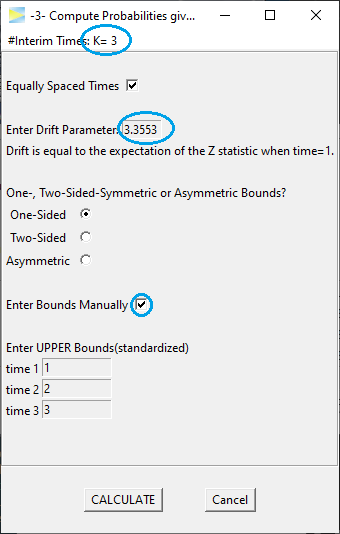 -3- Compute Probabilities giv...
#Interim Times: K= 3
Equally Spaced Times
Enter Drift Parameter: 3.3553
Drift is equal to the expectation of the Z statistic when time=1.
One-, Two-Sided-Symmetric or Asymmetric Bounds?
One-Sided
Two-Sided
Asymmetric
Enter Bounds Manually
Enter UPPER Bounds(standardized)
time 1 1
time 2 2
time 3 3
CALCULATE Cancel